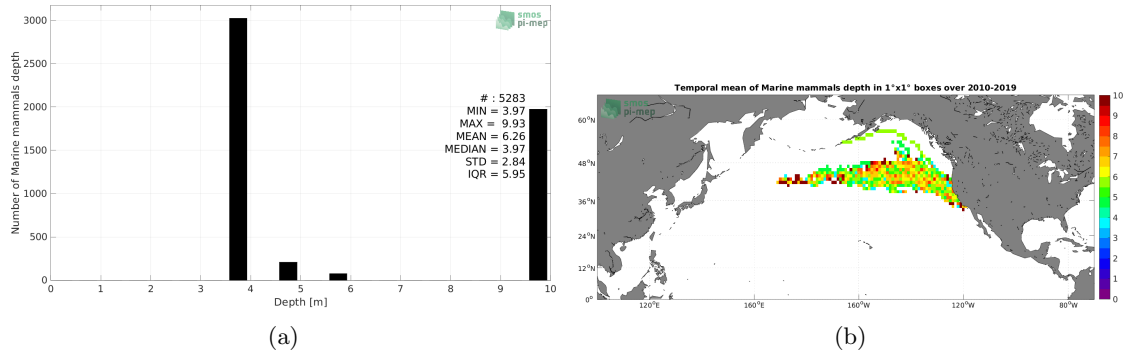 3000
2500
2000
1500
1000
500
0
Number of Marine mammals depth
smos
pi-mep
# : 5283
MIN = 3.97
MAX = 9.93
MEAN = 6.26
MEDIAN = 3.97
STD = 2.84
IQR = 5.95
0 1 2 3 4 5 6 7 8 9 10
Depth [m]
(a)
Temporal mean of Marine mammals depth in 1°x1° boxes over 2010-2019
smos
pi-mep
60°N
48°N
36°N
24°N
12°N
0°
120°E 160°E 160°W 120°W 80°W
10
9
8
7
6
5
4
3
2
1
0
(b)